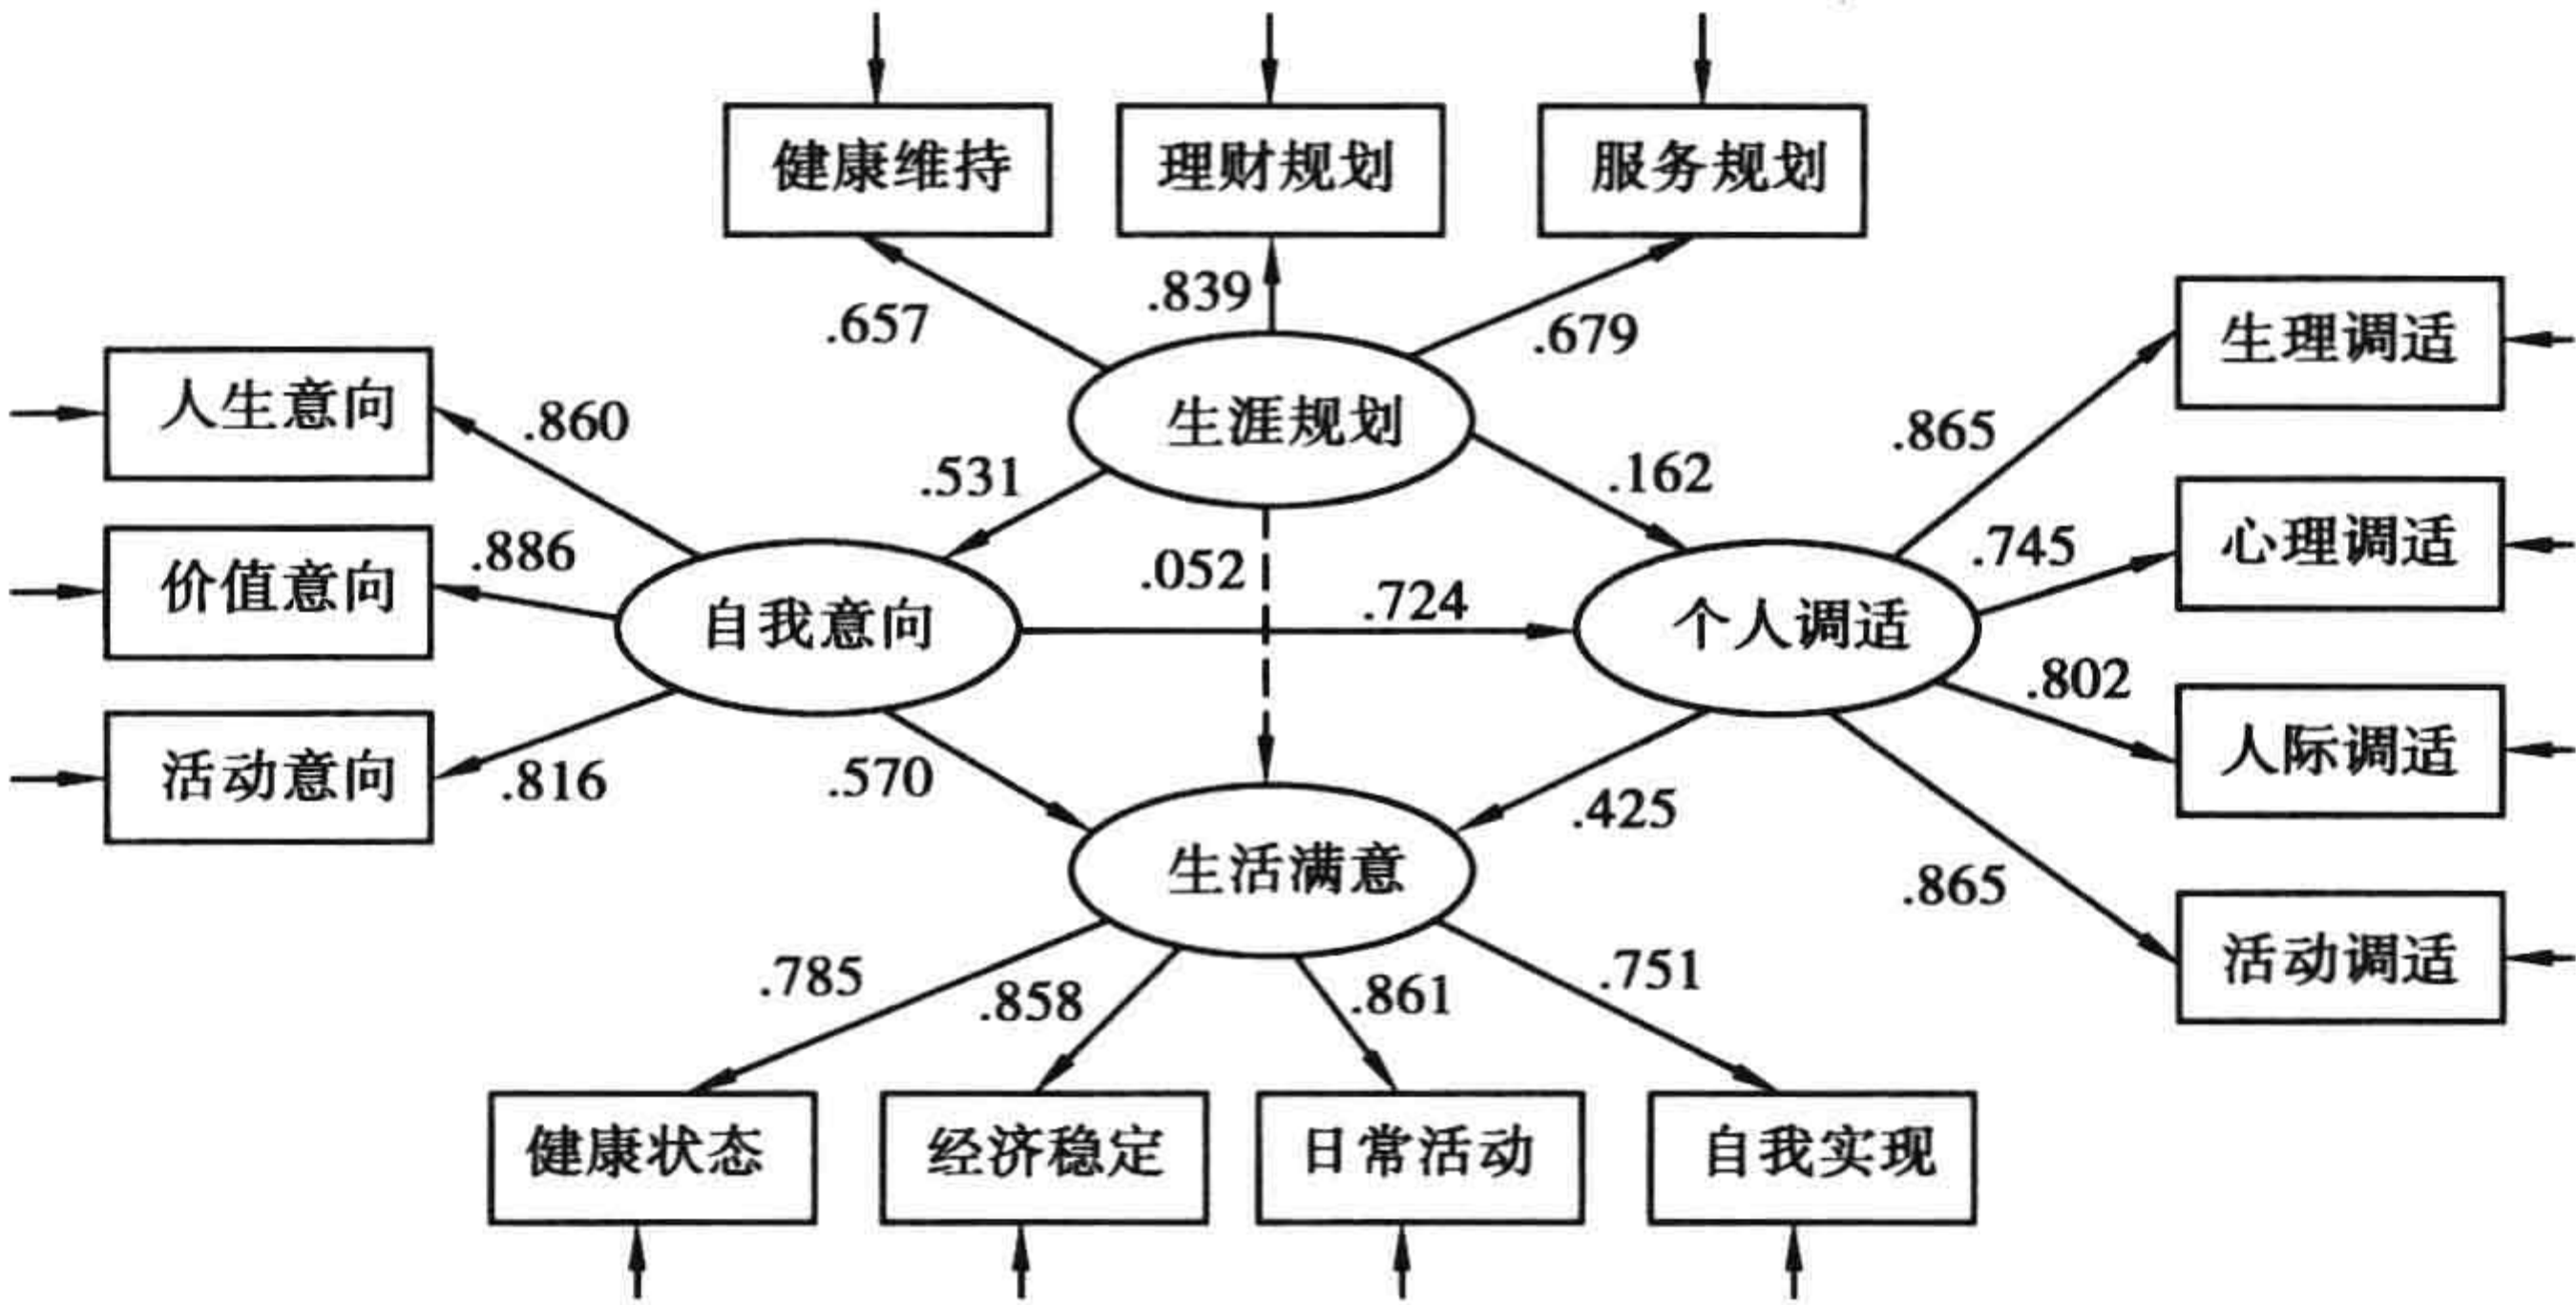 健康维持
理财规划
服务规划
.657
.839
.679
生理调适
人生意向
.860
生涯规划
.865
.531
.162
价值意向
.886
.052
.745
心理调适
自我意向
.724
个人调适
.802
活动意向
.816
.570
.425
人际调适
生活满意
.865
.785
.858
.861
.751
活动调适
健康状态
经济稳定
日常活动
自我实现